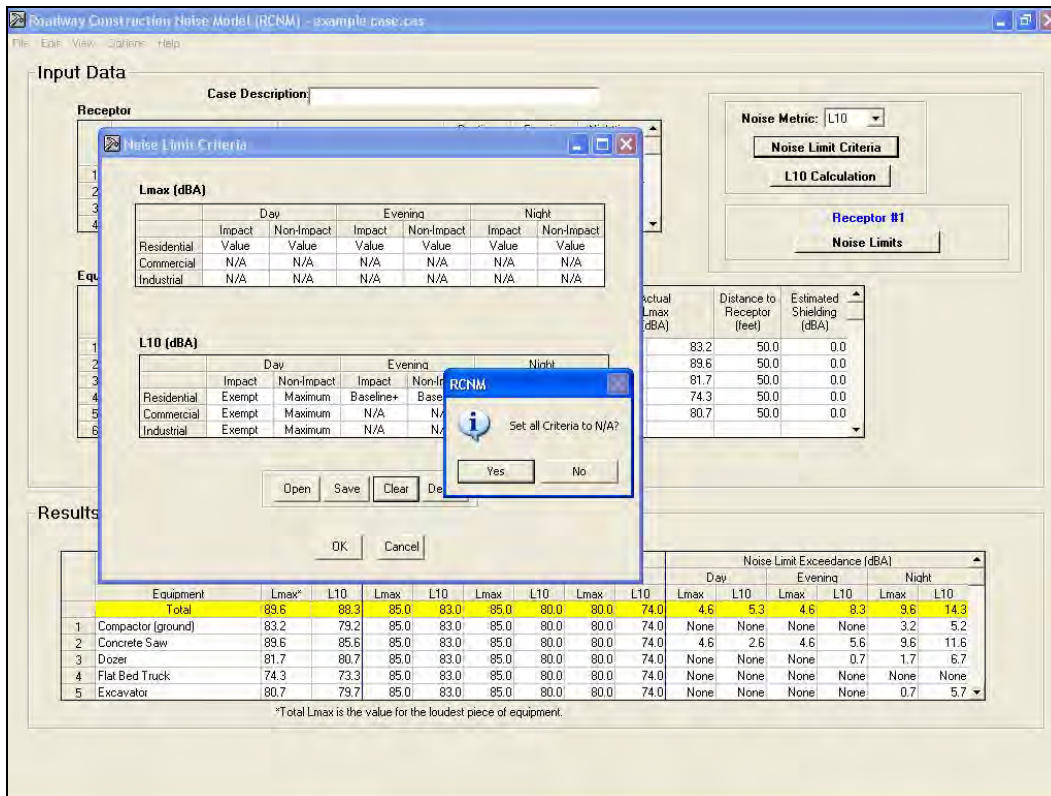 Roadway Construction Noise Model (RCNM) - example case.cas
File Edit View Options Help
Input Data
Case Description:
Receptor
1
2
3
4
Noise Metric: L10
Noise Limit Criteria
L10 Calculation
Receptor #1
Noise Limits
Noise Limit Criteria
Lmax (dBA)
Day Evening Night
Impact Non-Impact Impact Non-Impact Impact Non-Impact
Residential Value Value Value Value Value Value
Commercial N/A N/A N/A N/A N/A N/A
Industrial N/A N/A N/A N/A N/A N/A
L10 (dBA)
Day Evening Night
Impact Non-Impact Impact
Residential Exempt Maximum Baseline+
Commercial Exempt Maximum N/A
Industrial Exempt Maximum N/A
Open Save Clear
OK Cancel
RCNM
Set all Criteria to N/A?
Yes No
Lmax Distance to Estimated
(dBA) Receptor Shielding
(feet) (dBA)
1 83.2 50.0 0.0
2 89.6 50.0 0.0
3 81.7 50.0 0.0
4 74.3 50.0 0.0
5 80.7 50.0 0.0
6
Results
Noise Limit Exceedance (dBA)
Day Evening Night
Equipment Lmax* L10 Lmax L10 Lmax L10 Lmax L10 Lmax L10 Lmax L10 Lmax L10
Total 89.6 88.3 85.0 83.0 85.0 80.0 80.0 74.0 4.6 5.3 4.6 8.3 9.6 14.3
1 Compactor (ground) 83.2 79.2 85.0 83.0 85.0 80.0 80.0 74.0 None None None None 3.2 5.2
2 Concrete Saw 89.6 85.6 85.0 83.0 85.0 80.0 80.0 74.0 4.6 2.6 4.6 5.6 9.6 11.6
3 Dozer 81.7 80.7 85.0 83.0 85.0 80.0 80.0 74.0 None None None 0.7 1.7 6.7
4 Flat Bed Truck 74.3 73.3 85.0 83.0 85.0 80.0 80.0 74.0 None None None None None None
5 Excavator 80.7 79.7 85.0 83.0 85.0 80.0 80.0 74.0 None None None None 0.7 5.7
*Total Lmax is the value for the loudest piece of equipment.